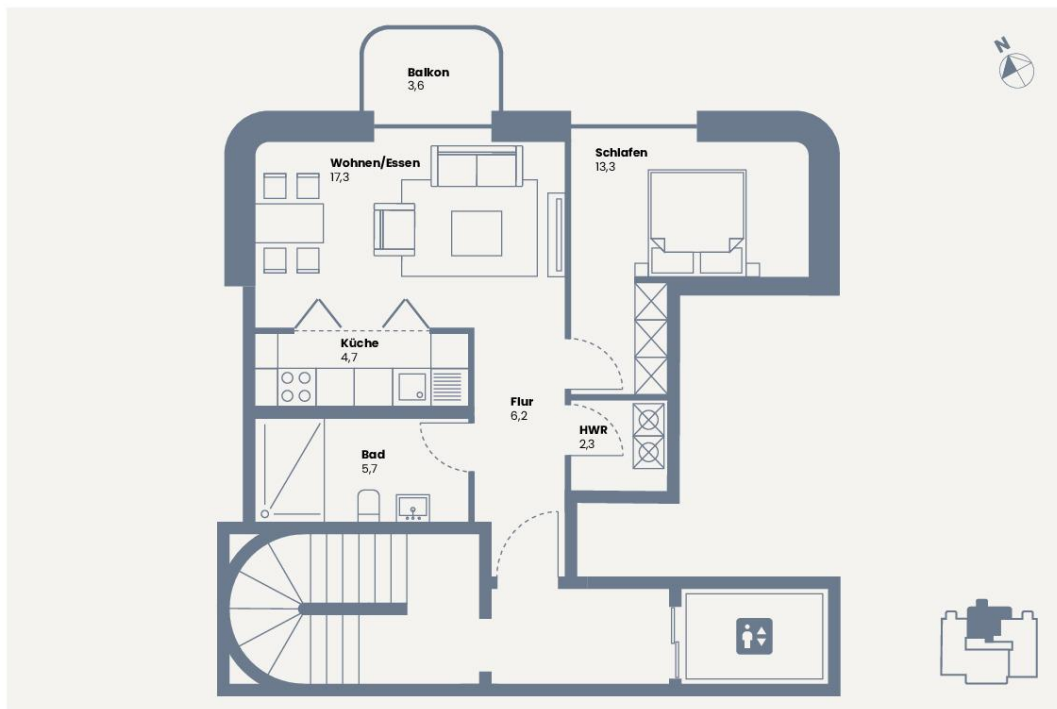 N
Balkon
3,6
Wohnen/Essen
17,3
Schlafen
13,3
Küche
4,7
Flur
6,2
HWR
2,3
Bad
5,7